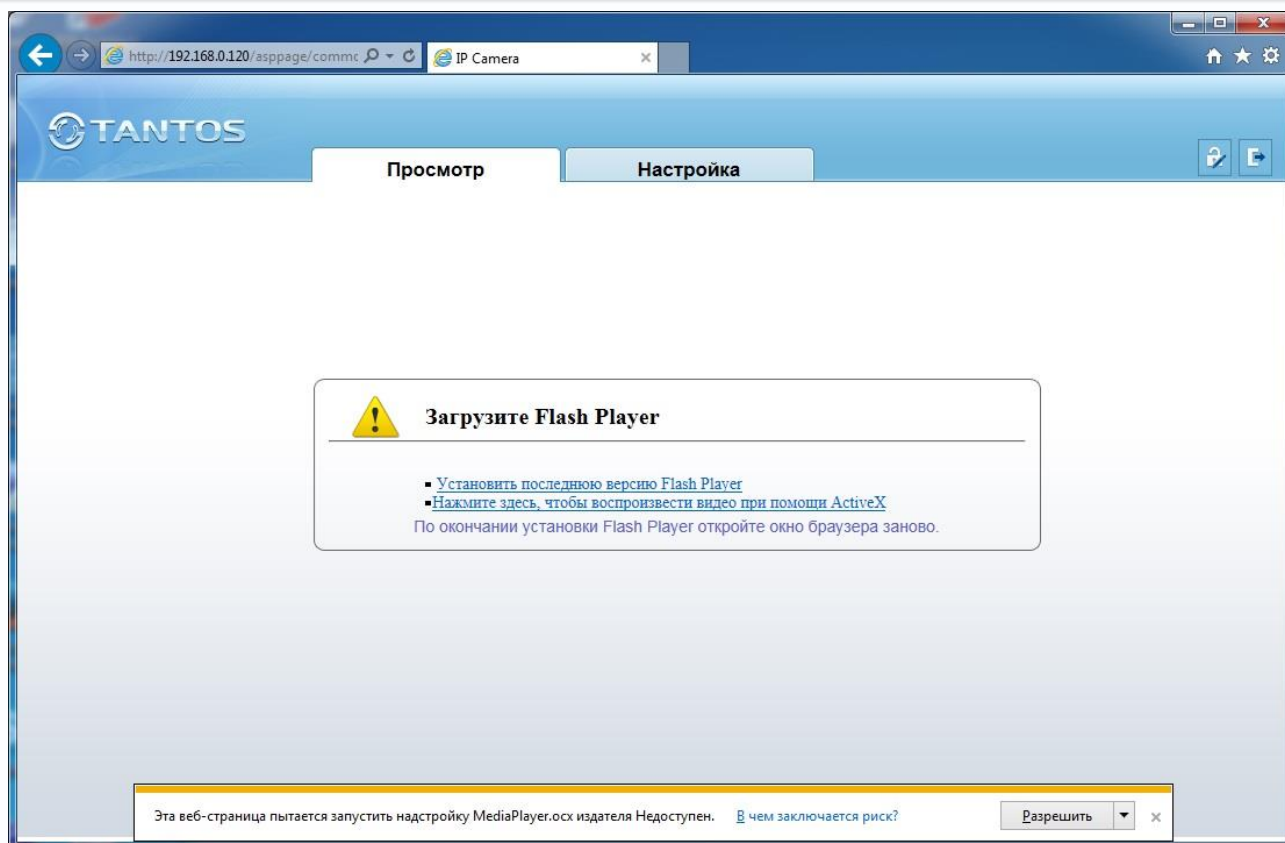 http://192.168.0.120/asppage/commc
IP Camera
TANTOS
Просмотр
Настройка
Загрузите Flash Player
Установить последнюю версию Flash Player
Нажмите здесь, чтобы воспроизвести видео при помощи ActiveX
По окончании установки Flash Player откройте окно браузера заново.
Эта веб-страница пытается запустить надстройку MediaPlayer.ocx издателя Недоступен. В чем заключается риск? Разрешить